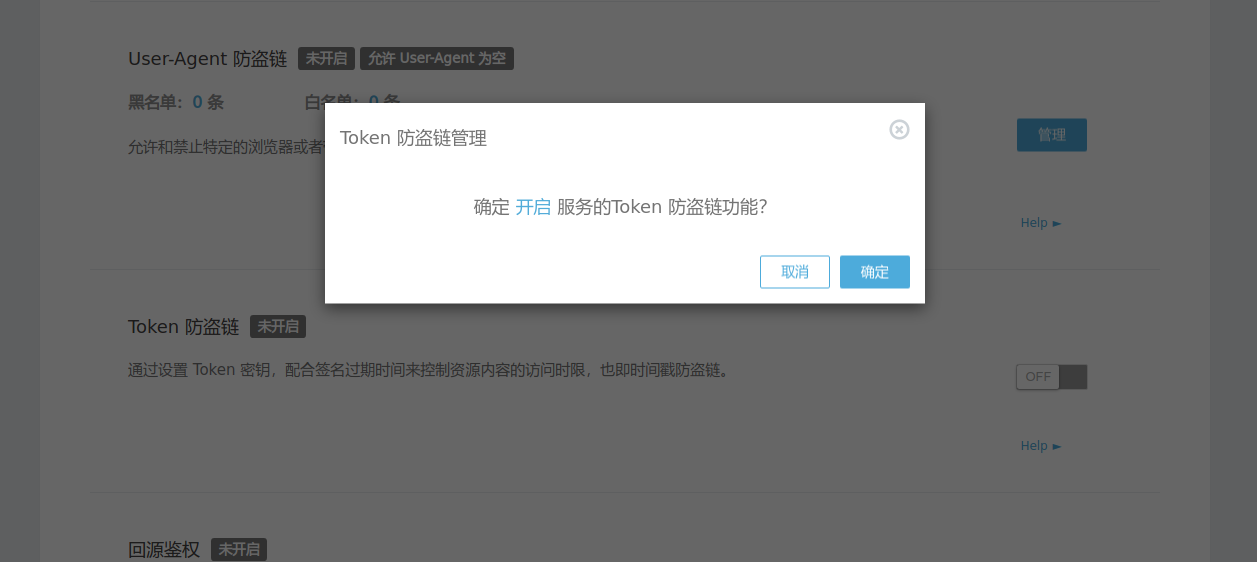 User-Agent 防盗链 未开启 允许 User-Agent 为空
黑名单：0 条 白名单：0 条
Token 防盗链管理
允许和禁止特定的浏览器或者
管理
确定 开启 服务的Token 防盗链功能？
Help ►
取消 确定
Token 防盗链 未开启
通过设置 Token 密钥，配合签名过期时间来控制资源内容的访问时限，也即时间戳防盗链。
OFF
Help ►
回源鉴权 未开启